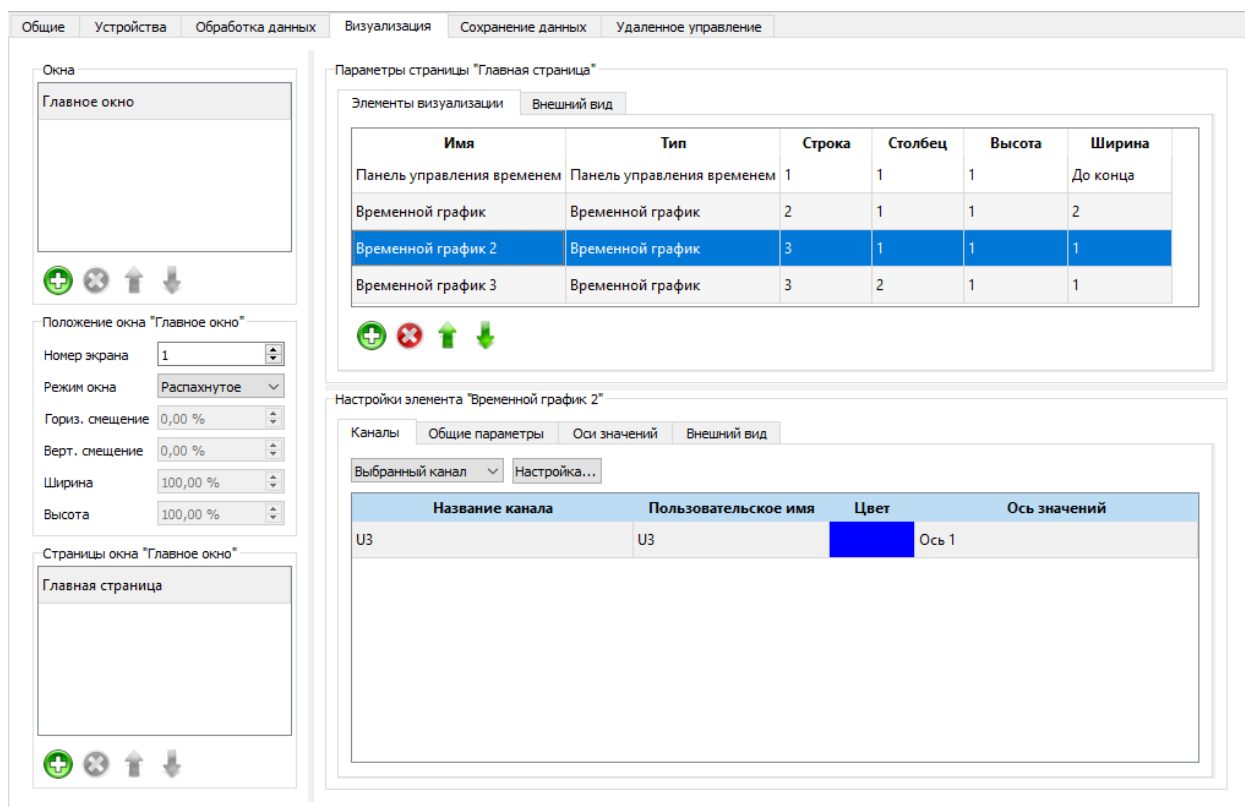 Общие Устройства Обработка данных Визуализация Сохранение данных Удаленное управление
Окна
Главное окно
Положение окна "Главное окно"
Номер экрана 1
Режим окна Распахнутое
Гориз. смещение 0,00 %
Верт. смещение 0,00 %
Ширина 100,00 %
Высота 100,00 %
Страницы окна "Главное окно"
Главная страница
Параметры страницы "Главная страница"
Элементы визуализации Внешний вид
Имя Тип Строка Столбец Высота Ширина
Панель управления временем Панель управления временем 1 1 1 До конца
Временной график Временной график 2 1 1 2
Временной график 2 Временной график 3 1 1 1
Временной график 3 Временной график 3 2 1 1
Настройки элемента "Временной график 2"
Каналы Общие параметры Оси значений Внешний вид
Выбранный канал Настройка...
Название канала Пользовательское имя Цвет Ось значений
U3 U3 Ось 1